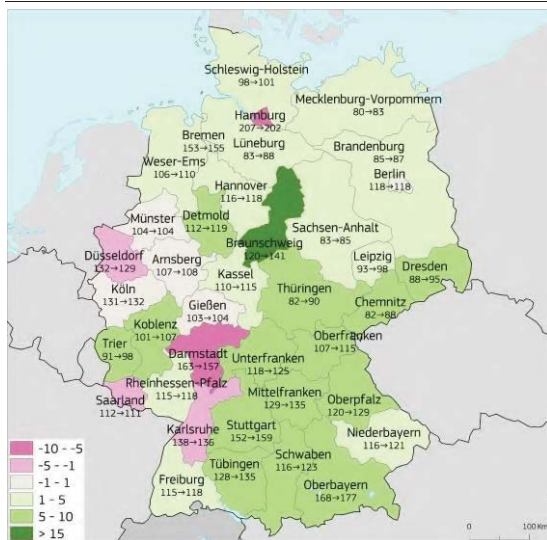 Schleswig-Holstein
98→101
Mecklenburg-Vorpommern
80→83
Hamburg
207→202
Bremen
153→155
Lüneburg
83→88
Brandenburg
85→87
Weser-Ems
106→110
Berlin
118→118
Hannover
116→118
Münster
104→104
Detmold
112→119
Sachsen-Anhalt
83→85
Braunschweig
120→141
Düsseldorf
132→129
Arnsberg
107→108
Leipzig
93→98
Dresden
88→95
Kassel
110→115
Köln
131→132
Thüringen
82→90
Chemnitz
82→88
Gießen
103→104
Koblenz
101→107
Oberfranken
107→115
Trier
91→98
Darmstadt
163→157
Unterfranken
118→125
Rheinhessen-Pfalz
115→118
Mittelfranken
129→135
Oberpfalz
120→129
Saarland
112→111
Karlsruhe
138→136
Stuttgart
152→159
Niederbayern
116→121
Schwaben
116→123
Tübingen
128→135
Freiburg
115→118
Oberbayern
168→177
-10 - -5
-5 - -1
-1 - 1
1 - 5
5 - 10
> 15
0 100 Km